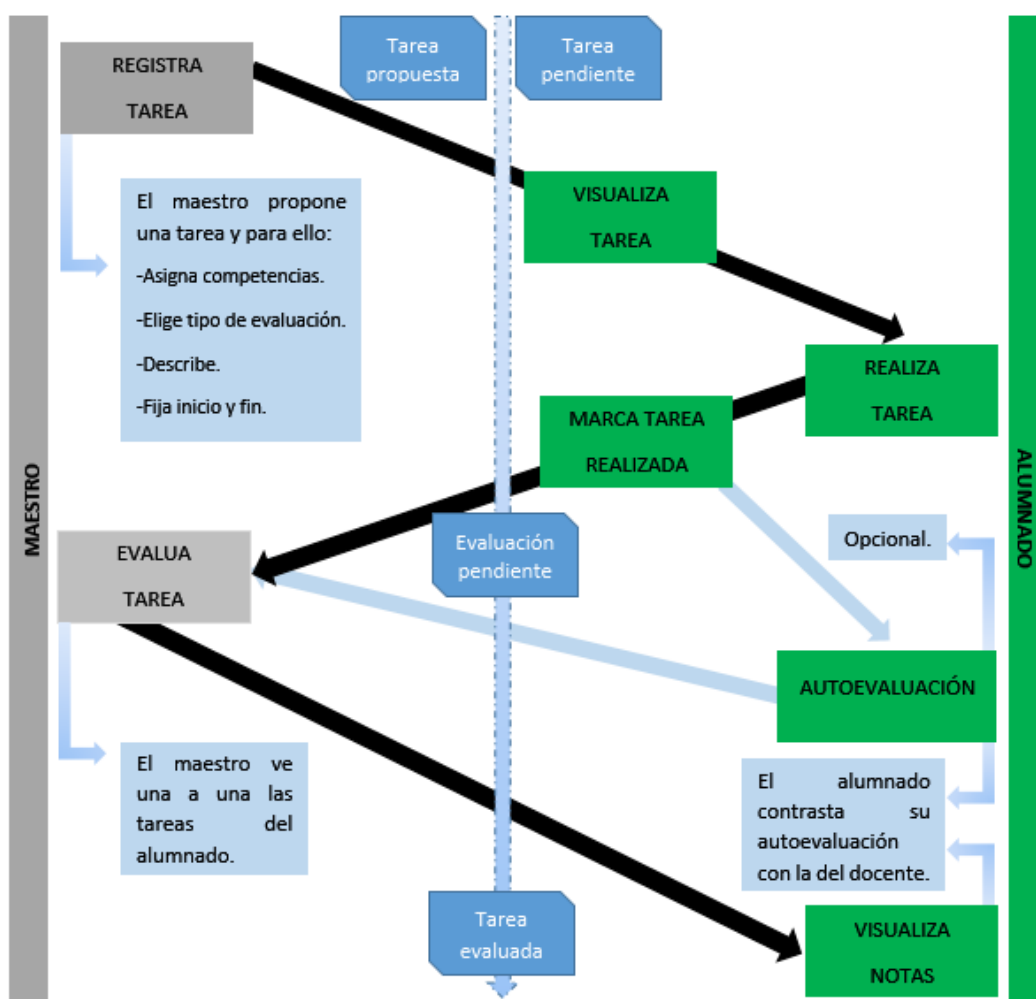 Tarea
propuesta
Tarea
pendiente
REGISTRA
TAREA
El maestro propone
una tarea y para ello:
-Asigna competencias.
-Elige tipo de evaluación.
-Describe.
-Fija inicio y fin.
VISUALIZA
TAREA
REALIZA
TAREA
MARCA TAREA
REALIZADA
MAESTRO
ALUMNADO
EVALUA
TAREA
Evaluación
pendiente
Opcional.
AUTOEVALUACIÓN
El maestro ve
una a una las
tareas del
alumnado.
El alumnado
contrasta su
autoevaluación
con la del docente.
Tarea
evaluada
VISUALIZA
NOTAS